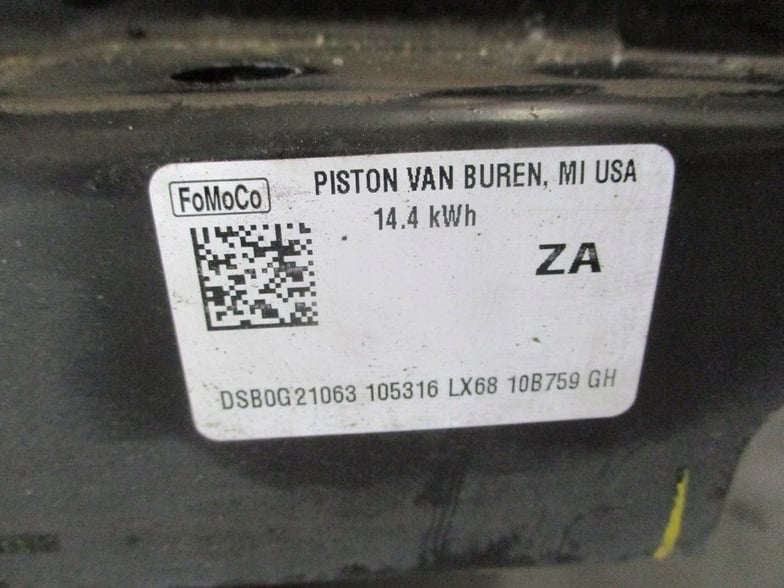 FoMoCo PISTON VAN BUREN, MI USA
14.4 kWh
ZA
DSB0G21063 105316 LX68 10B759 GH